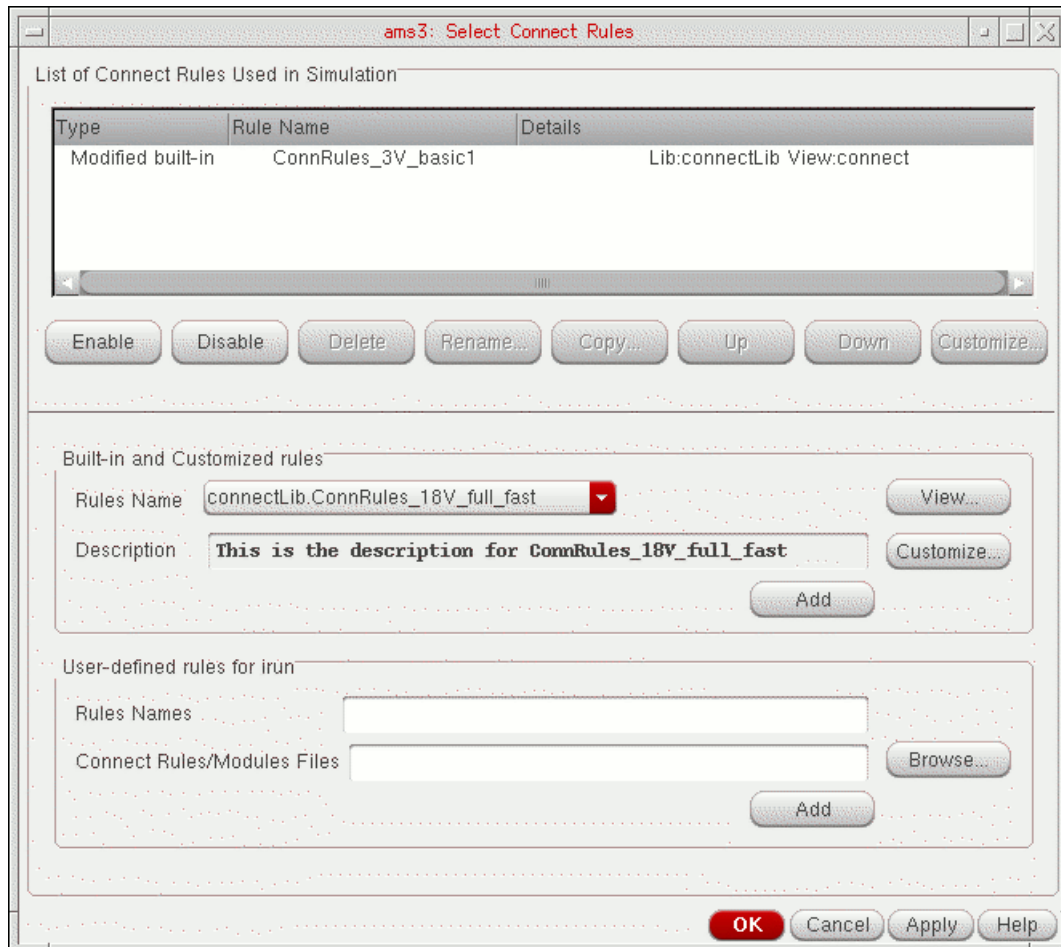 ams3: Select Connect Rules
List of Connect Rules Used in Simulation
Type Rule Name Details
Modified built-in ConnRules_3V_basic1 Lib:connectLib View:connect
Enable Disable Delete Rename... Copy... Up Down Customize...
Built-in and Customized rules
Rules Name connectLib.ConnRules_18V_full_fast View...
Description This is the description for ConnRules_18V_full_fast Customize...
Add
User-defined rules for irun
Rules Names
Connect Rules/Modules Files Browse...
Add
OK Cancel Apply Help